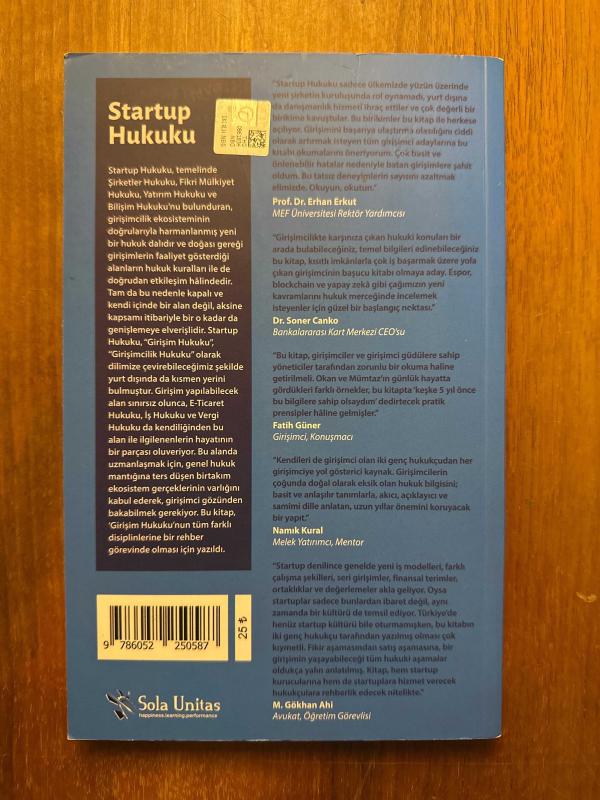 Startup
Hukuku
Startup Hukuku, temelinde
Şirketler Hukuku, Fikri Mülkiyet
Hukuku, Yatırım Hukuku ve
Bilişim Hukuku'nu bulunduran,
girişimcilik ekosisteminin
doğrularıyla harmanlanmış yeni
bir hukuk dalıdır ve doğası gereği
girişimlerin faaliyet gösterdiği
alanların hukuk kuralları ile de
doğrudan etkileşim hâlindedir.
Tam da bu nedenle kapalı ve
kendi içinde bir alan değil, aksine
kapsamı itibariyle bir o kadar da
genişlemeye elverişlidir. Startup
Hukuku, "Girişim Hukuku",
"Girişimcilik Hukuku" olarak
dilimize çevirebileceğimiz şekilde
yurt dışında da kısmen yerini
bulmuştur. Girişim yapılabilecek
alan sınırsız olunca, E-Ticaret
Hukuku, İş Hukuku ve Vergi
Hukuku da kendiliğinden bu
alan ile ilgilenenlerin hayatının
bir parçası oluveriyor. Bu alanda
uzmanlaşmak için, genel hukuk
mantığına ters düşen birtakım
ekosistem gerçeklerinin varlığını
kabul ederek, girişimci gözünden
bakabilmek gerekiyor. Bu kitap,
'Girişim Hukuku'nun tüm farklı
disiplinlerine bir rehber
görevinde olması için yazıldı.
9 786052 250587
25 ₺
Sola Unitas
happiness.learning.performance
"Startup Hukuku sadece ülkemizde yüzün üzerinde
yeni şirketin kuruluşunda rol oynamadı, yurt dışına
da danışmanlık hizmeti ihraç ettiler ve çok değerli bir
birikime kavuştular. Bu birikimleri bu kitap ile herkese
açılıyor. Girişimini başarıya ulaştırma olasılığını ciddi
olarak artırmak isteyen tüm girişimci adaylarına bu
kitabı okumalarını öneriyorum. Çok basit ve
önlenebilir hatalar nedeniyle batan girişimlere şahit
oldum. Bu tatsız deneyimlerin sayısını azaltmak
elimizde. Okuyun, okutun."
Prof. Dr. Erhan Erkut
MEF Üniversitesi Rektör Yardımcısı
"Girişimcilikte karşınıza çıkan hukuki konuları bir
arada bulabileceğiniz, temel bilgileri edinebileceğiniz
bu kitap, kısıtlı imkânlarla çok iş başarmak üzere yola
çıkan girişimcinin başucu kitabı olmaya aday. Espor,
blockchain ve yapay zekâ gibi çağımızın yeni
kavramlarını hukuk merceğinde incelemek
isteyenler için güzel bir başlangıç noktası."
Dr. Soner Canko
Bankalararası Kart Merkezi CEO'su
"Bu kitap, girişimciler ve girişimci güdülere sahip
yöneticiler tarafından zorunlu bir okuma haline
getirilmeli. Okan ve Mümtaz'ın günlük hayatta
gördükleri farklı örnekler, bu kitapta 'keşke 5 yıl önce
bu bilgilere sahip olsaydım' dedirtecek pratik
prensipler hâline gelmişler."
Fatih Güner
Girişimci, Konuşmacı
"Kendileri de girişimci olan iki genç hukukçudan her
girişimciye yol gösterici kaynak. Girişimcilerin
çoğunda doğal olarak eksik olan hukuk bilgisini;
basit ve anlaşılır tanımlarla, akıcı, açıklayıcı ve
samimi dille anlatan, uzun yıllar önemini koruyacak
bir yapıt."
Namık Kural
Melek Yatırımcı, Mentor
"Startup denilince genelde yeni iş modelleri, farklı
çalışma şekilleri, seri girişimler, finansal terimler,
ortaklıklar ve değerlemeler akla geliyor. Oysa
startuplar sadece bunlardan ibaret değil, aynı
zamanda bir kültürü de temsil ediyor. Türkiye'de
henüz startup kültürü bile oturmamışken, bu kitabın
iki genç hukukçu tarafından yazılmış olması çok
kıymetli. Fikir aşamasından satış aşamasına, bir
girişimin yaşayabileceği tüm hukuki aşamalar
oldukça yalın anlatılmış. Kitap, hem startup
kurucularına hem de startuplara hizmet verecek
hukukçulara rehberlik edecek nitelikte."
M. Gökhan Ahi
Avukat, Öğretim Görevlisi